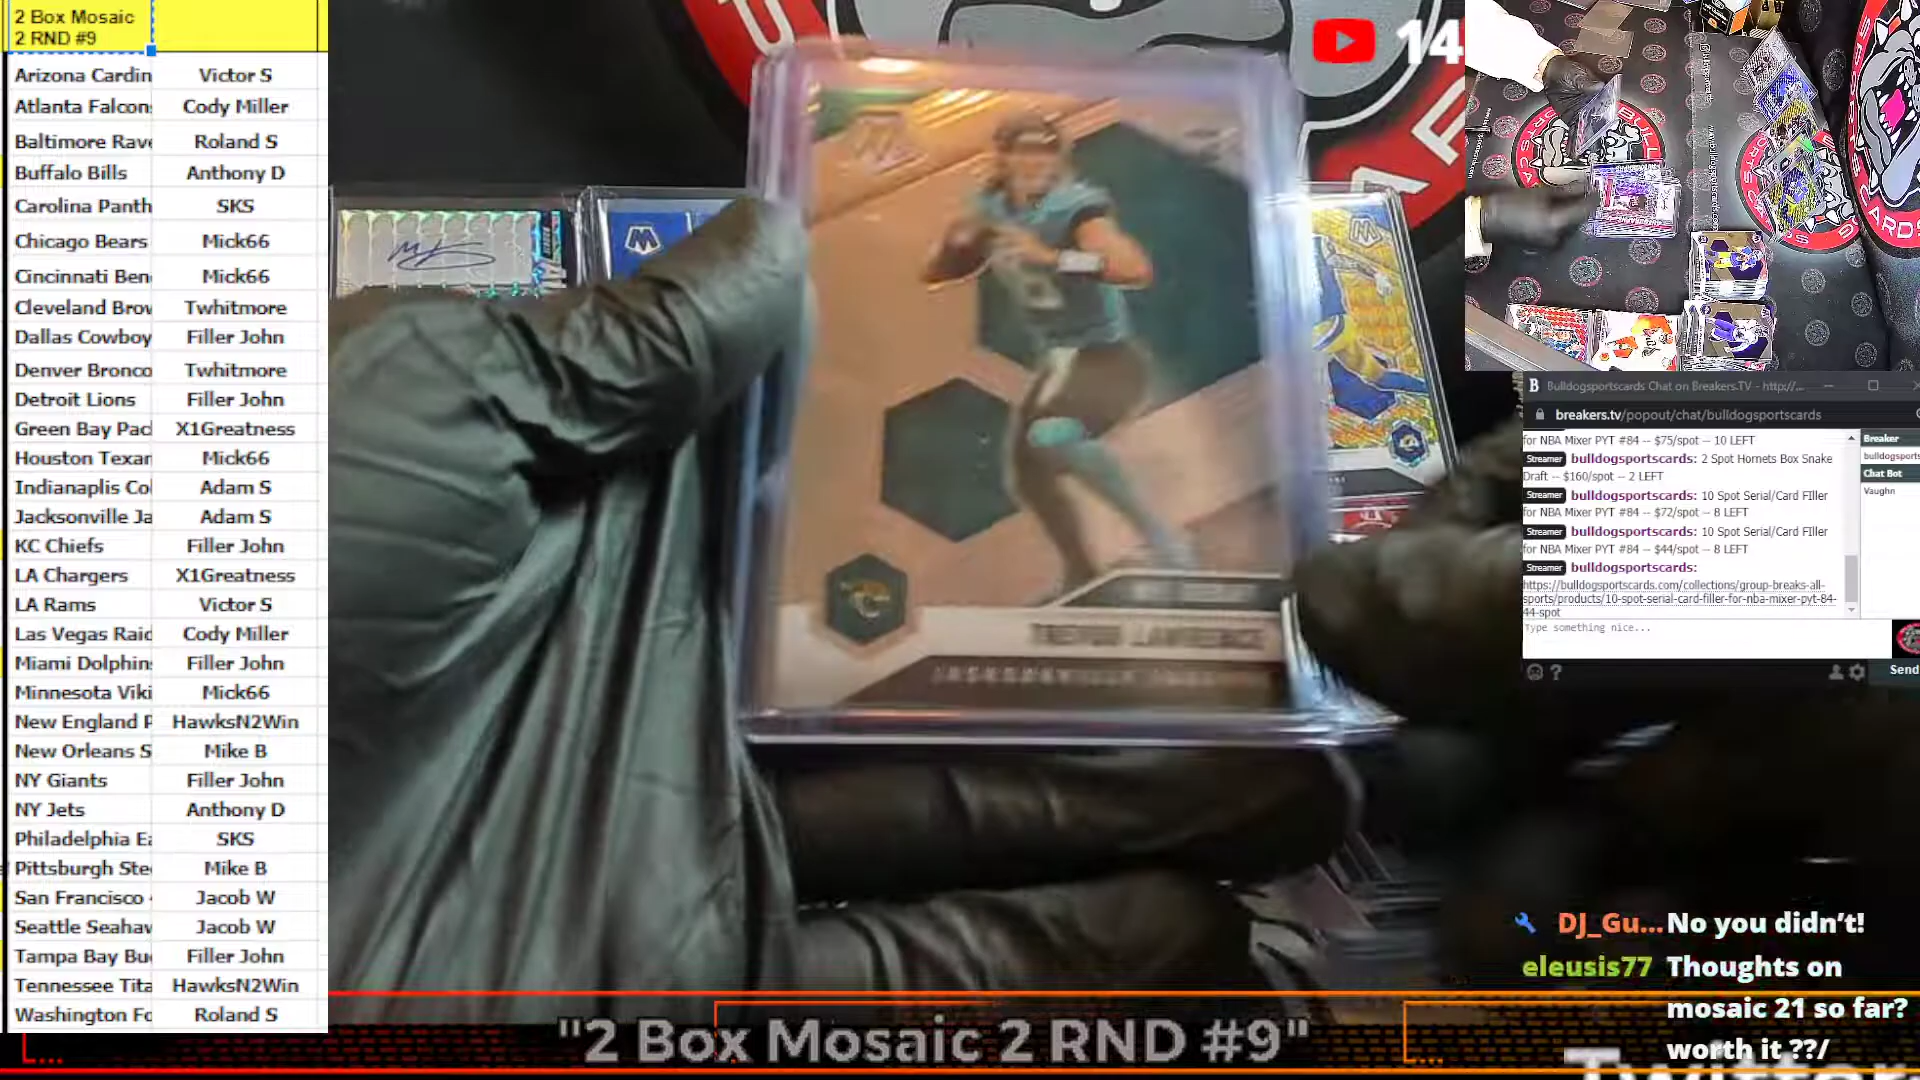 2 Box Mosaic
2 RND #9
Arizona Cardin Victor S
Atlanta Falcon Cody Miller
Baltimore Rave Roland S
Buffalo Bills Anthony D
Carolina Panth SKS
Chicago Bears Mick66
Cincinnati Ben Mick66
Cleveland Brov Twhitmore
Dallas Cowboy Filler John
Denver Bronco Twhitmore
Detroit Lions Filler John
Green Bay Pac X1Greatness
Houston Texar Mick66
Indianaplis Col Adam S
Jacksonville Ja Adam S
KC Chiefs Filler John
LA Chargers X1Greatness
LA Rams Victor S
Las Vegas Raid Cody Miller
Miami Dolphin Filler John
Minnesota Viki Mick66
New England P HawksN2Win
New Orleans S Mike B
NY Giants Filler John
NY Jets Anthony D
Philadelphia Ea SKS
Pittsburgh Stee Mike B
San Francisco Jacob W
Seattle Seahav Jacob W
Tampa Bay Bu Filler John
Tennessee Tita HawksN2Win
Washington Fo Roland S
TREVOR LAWRENCE
14
Bulldogsportscards Chat on Breakers.TV - http://...
breakers.tv/popout/chat/bulldogsportscards
for NBA Mixer PYT #84 -- $75/spot -- 10 LEFT
Streamer bulldogsportscards: 2 Spot Hornets Box Snake
Draft -- $160/spot -- 2 LEFT
Streamer bulldogsportscards: 10 Spot Serial/Card FIller
for NBA Mixer PYT #84 -- $72/spot -- 8 LEFT
Streamer bulldogsportscards: 10 Spot Serial/Card FIller
for NBA Mixer PYT #84 -- $44/spot -- 8 LEFT
Streamer bulldogsportscards:
https://bulldogsportscards.com/collections/group-breaks-all-
sports/products/10-spot-serial-card-filler-for-nba-mixer-pyt-84-
44-spot
Type something nice...
Send
Breaker
bulldogsports
Chat Bot
Vaughn
DJ_Gu... No you didn't!
eleusis77 Thoughts on
mosaic 21 so far?
worth it ??/
"2 Box Mosaic 2 RND #9"